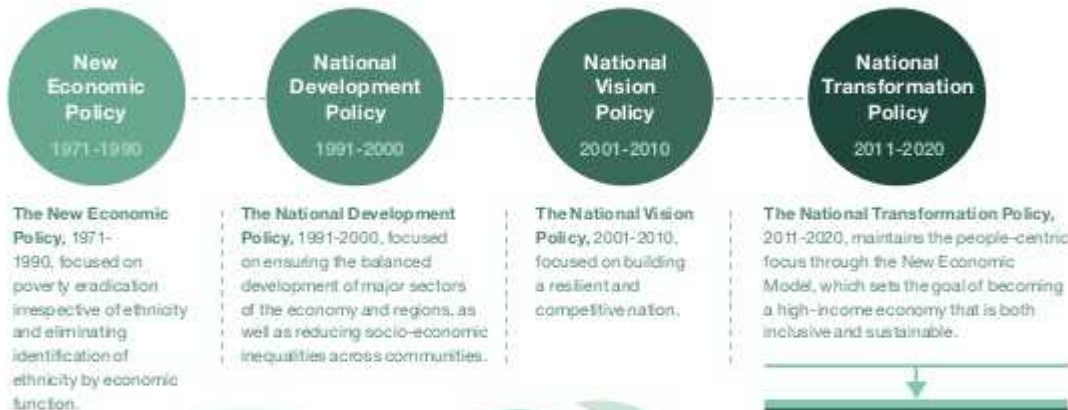 New
Economic
Policy
1971-1990
National
Development
Policy
1991-2000
National
Vision
Policy
2001-2010
National
Transformation
Policy
2011-2020
The New Economic
Policy, 1971-
1990, focused on
poverty eradication
irrespective of ethnicity
and eliminating
identification of
ethnicity by economic
function.
The National Development
Policy, 1991-2000, focused
on ensuring the balanced
development of major sectors
of the economy and regions, as
well as reducing socio-economic
inequalities across communities.
The National Vision
Policy, 2001-2010,
focused on building
a resilient and
competitive nation.
The National Transformation Policy,
2011-2020, maintains the people-centric
focus through the New Economic
Model, which sets the goal of becoming
a high-income economy that is both
inclusive and sustainable.